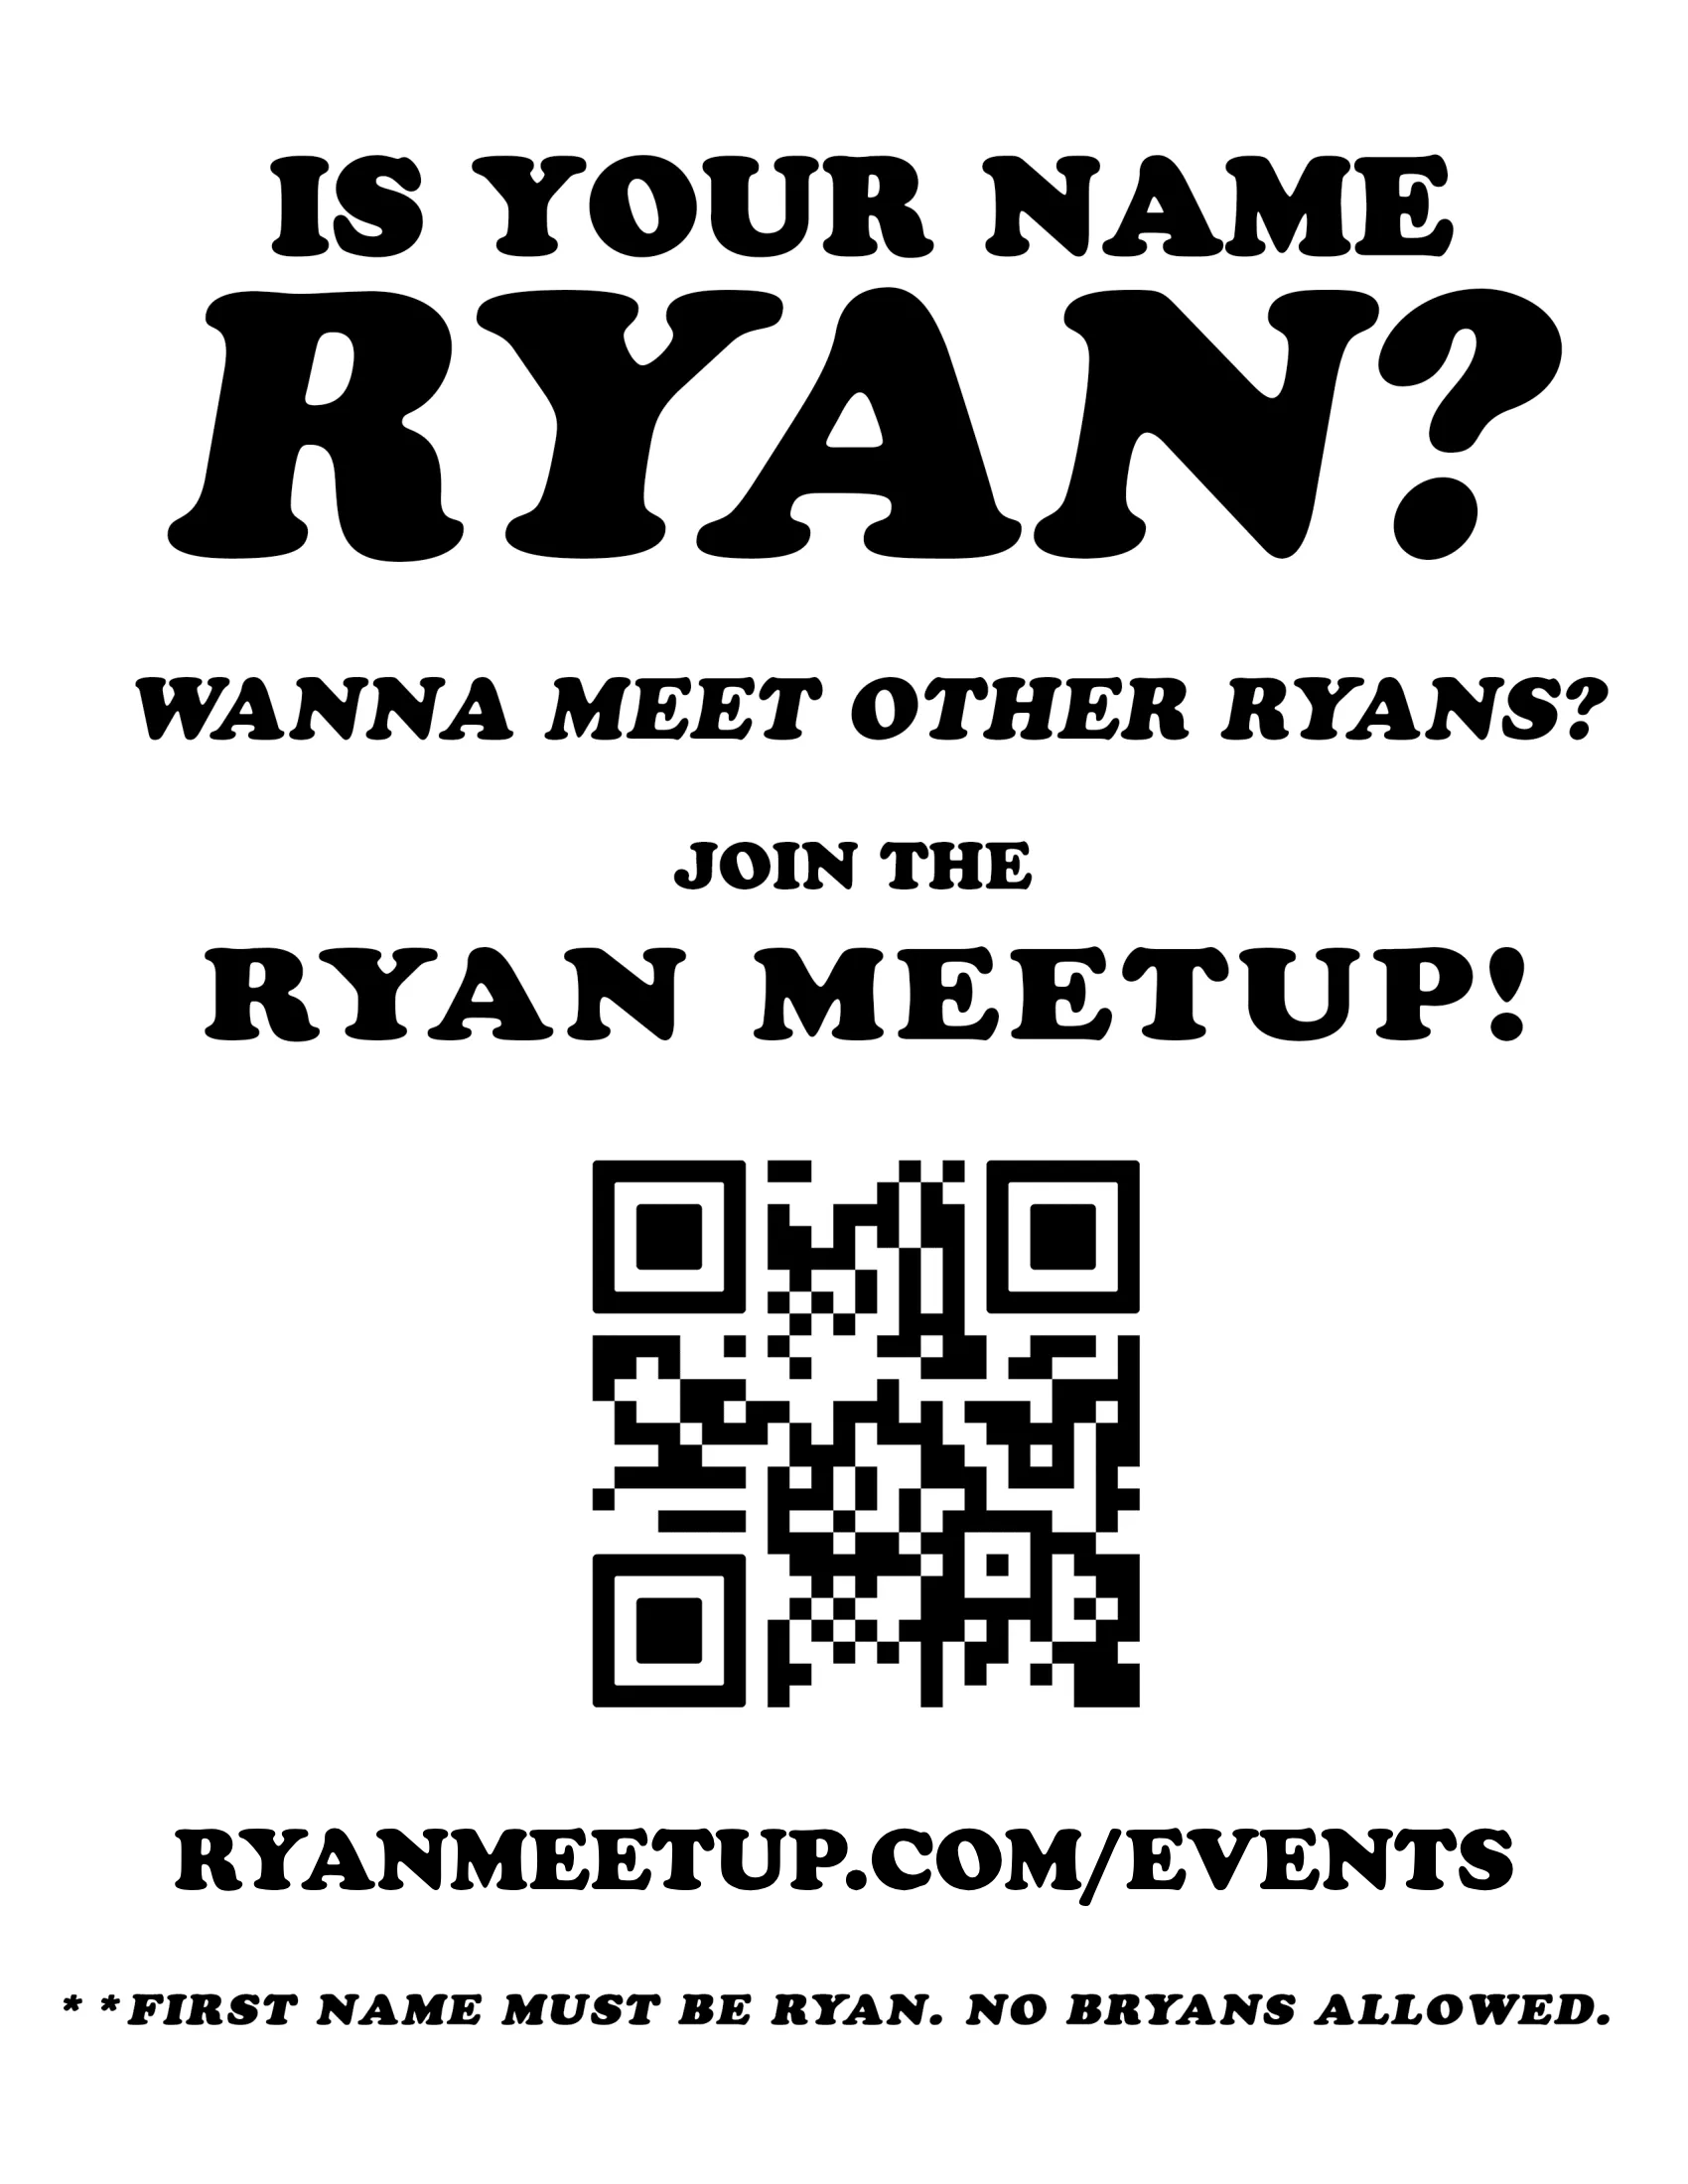 IS YOUR NAME
RYAN?
WANNA MEET OTHER RYANS?
JOIN THE
RYAN MEETUP!
RYANMEETUP.COM/EVENTS
**FIRST NAME MUST BE RYAN. NO BRYANS ALLOWED.